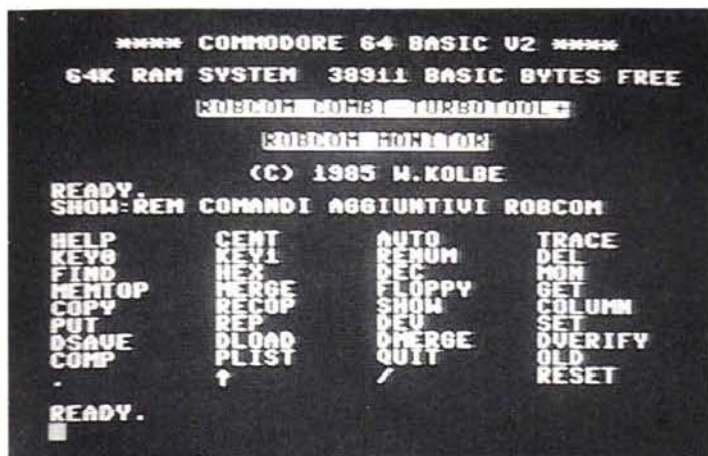 **** COMMODORE 64 BASIC V2 ****
64K RAM SYSTEM 38911 BASIC BYTES FREE
ROBCOM COMBI-TURBOTOOL+
ROBCOM MONITOR
(C) 1985 W.KOLBE
READY.
SHOW:REM COMANDI AGGIUNTIVI ROBCOM
HELP CENT AUTO TRACE
KEY0 KEY1 RENUM DEL
FIND HEX DEC MON
MEMTOP MERGE FLOPPY GET
COPY RECOP SHOW COLUMN
PUT REP DEV SET
DSAVE DLOAD DMERGE DVERIFY
COMP PLIST QUIT OLD
. ↑ / RESET
READY.